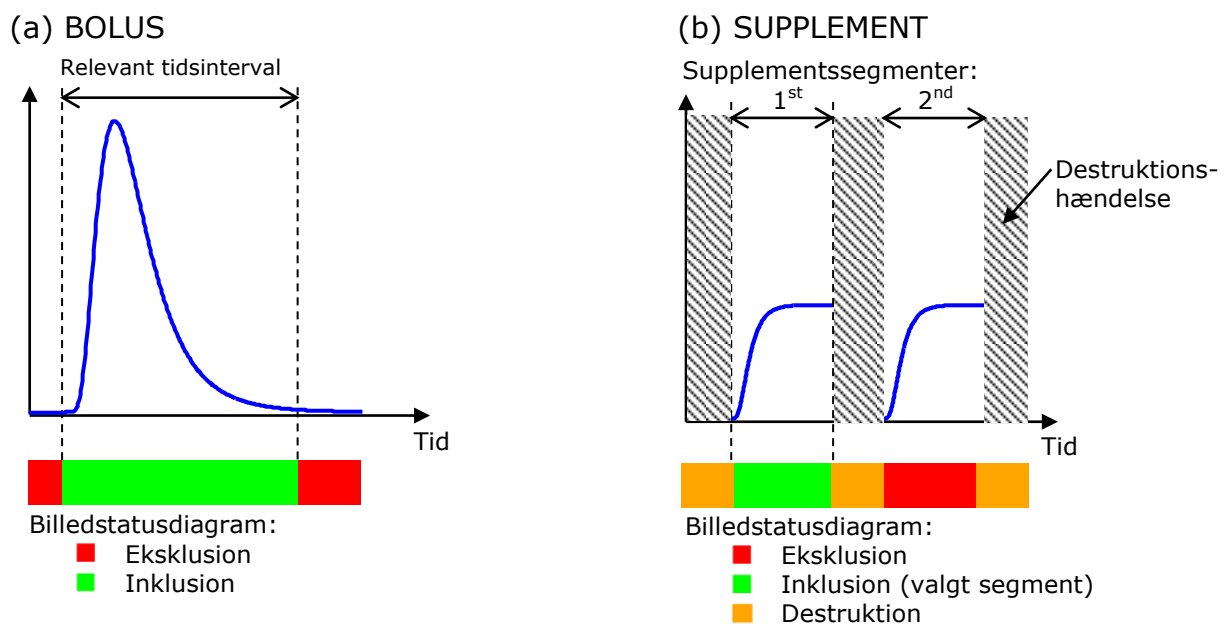 (a) BOLUS
Relevant tidsinterval
Tid
Billedstatusdiagram:
Eksklusion
Inklusion
(b) SUPPLEMENT
Supplementssegmenter:
1st
2nd
Destruktions-
hændelse
Tid
Billedstatusdiagram:
Eksklusion
Inklusion (valgt segment)
Destruktion